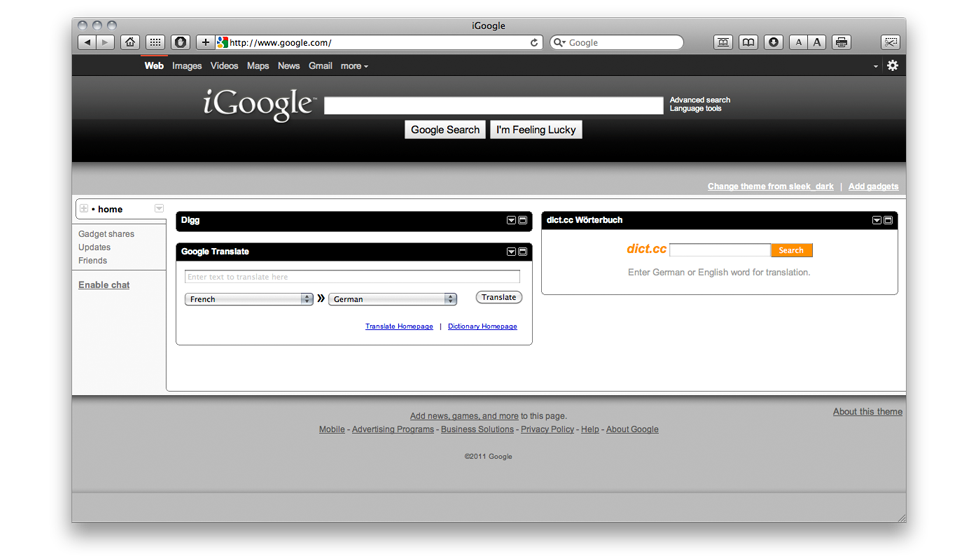 iGoogle
http://www.google.com/
Google
A A
Web Images Videos Maps News Gmail more
iGoogle™
Advanced search
Language tools
Google Search I'm Feeling Lucky
Change theme from sleek_dark | Add gadgets
• home
Gadget shares
Updates
Friends
Enable chat
Digg
Google Translate
Enter text to translate here
French » German Translate
Translate Homepage | Dictionary Homepage
dict.cc Wörterbuch
dict.cc Search
Enter German or English word for translation.
About this theme
Add news, games, and more to this page.
Mobile - Advertising Programs - Business Solutions - Privacy Policy - Help - About Google
©2011 Google